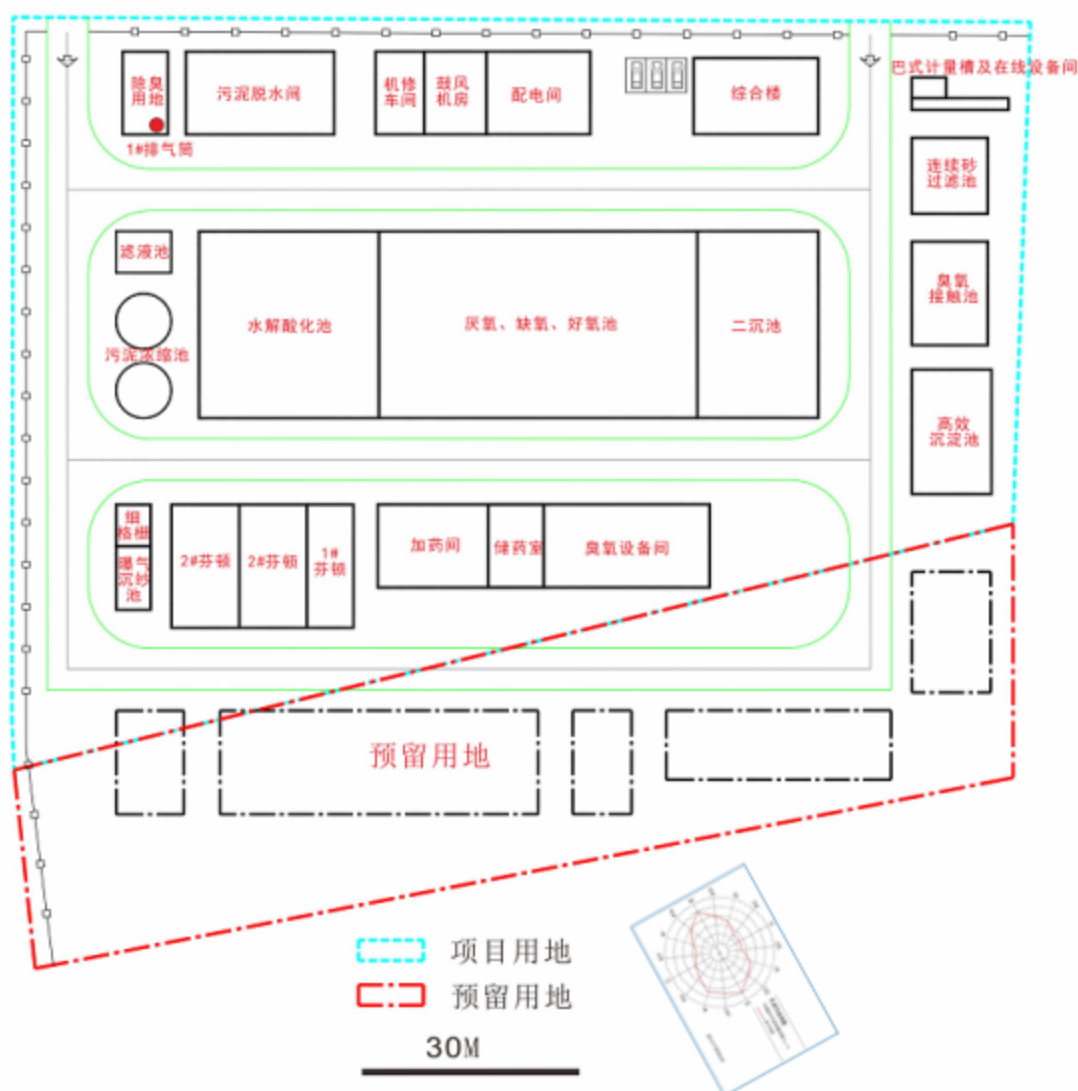 巴式计量槽及在线设备间
除臭
用地
污泥脱水间
机修
车间
鼓风
机房
配电间
综合楼
1#排气筒
连续砂
过滤池
滤液池
臭氧
接触池
水解酸化池
厌氧、缺氧、好氧池
二沉池
污泥浓缩池
高效
沉淀池
细
格栅
曝气
沉纱
池
2#芬顿
2#芬顿
1#
芬顿
加药间
储药室
臭氧设备间
预留用地
项目用地
预留用地
30M